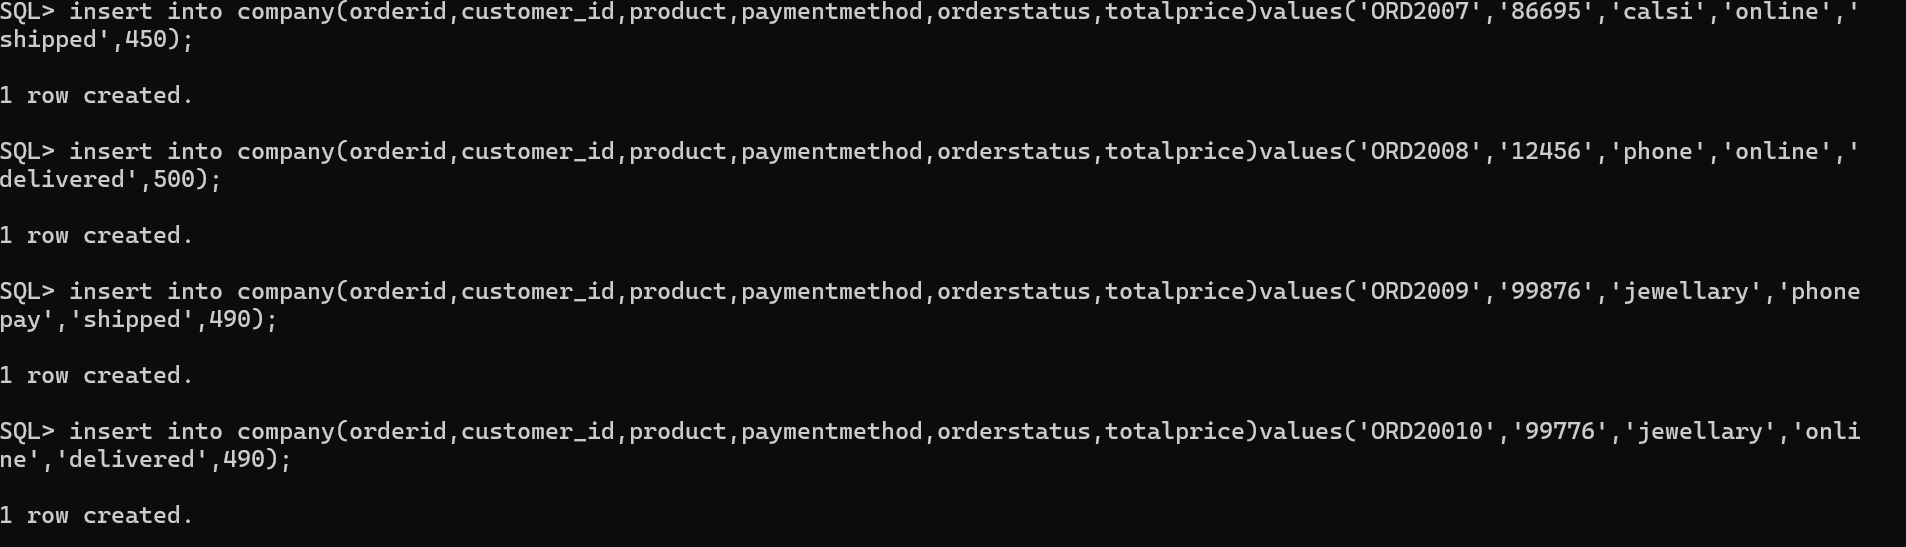 SQL> insert into company(orderid,customer_id,product,paymentmethod,orderstatus,totalprice)values('ORD2007','86695','calsi','online','
shipped',450);
1 row created.
SQL> insert into company(orderid,customer_id,product,paymentmethod,orderstatus,totalprice)values('ORD2008','12456','phone','online','
delivered',500);
1 row created.
SQL> insert into company(orderid,customer_id,product,paymentmethod,orderstatus,totalprice)values('ORD2009','99876','jewellary','phone
pay','shipped',490);
1 row created.
SQL> insert into company(orderid,customer_id,product,paymentmethod,orderstatus,totalprice)values('ORD20010','99776','jewellary','onli
ne','delivered',490);
1 row created.